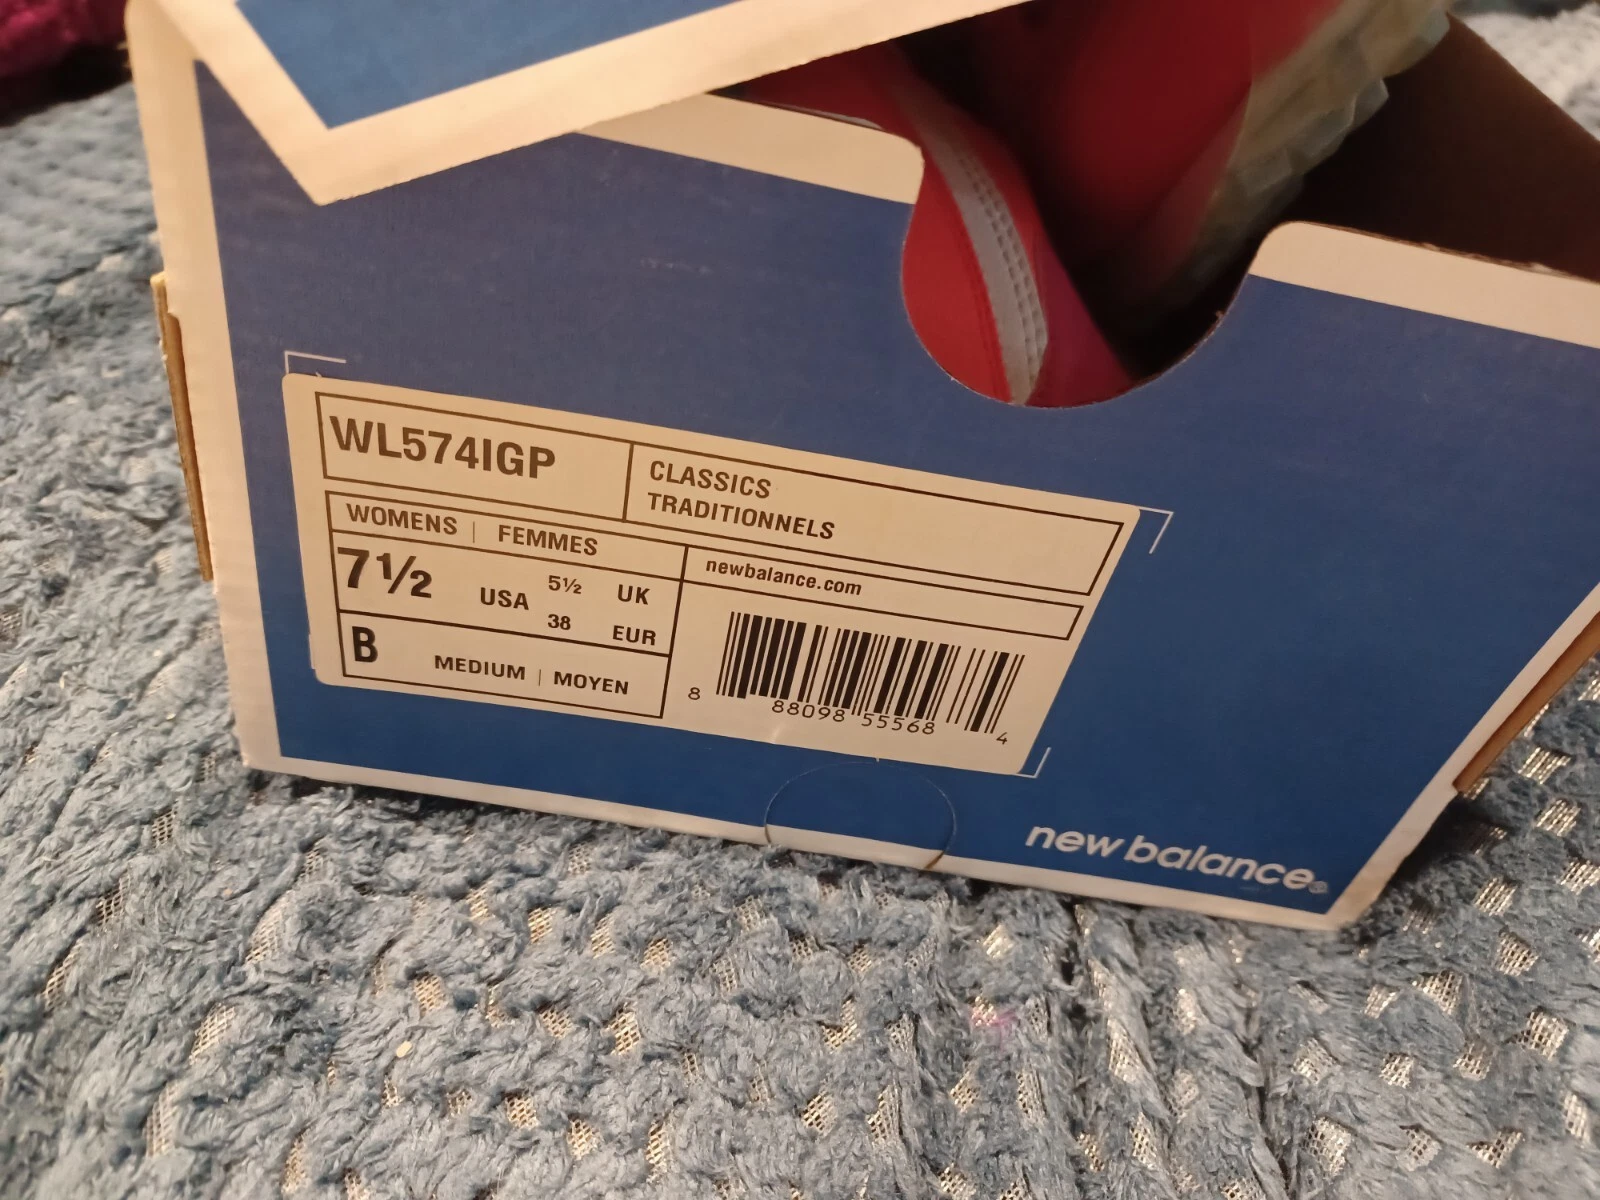 WL574IGP
CLASSICS
TRADITIONNELS
WOMENS | FEMMES
7½ USA 5½ UK
38 EUR
B MEDIUM | MOYEN
newbalance.com
8 88098 55568 4
new balance®